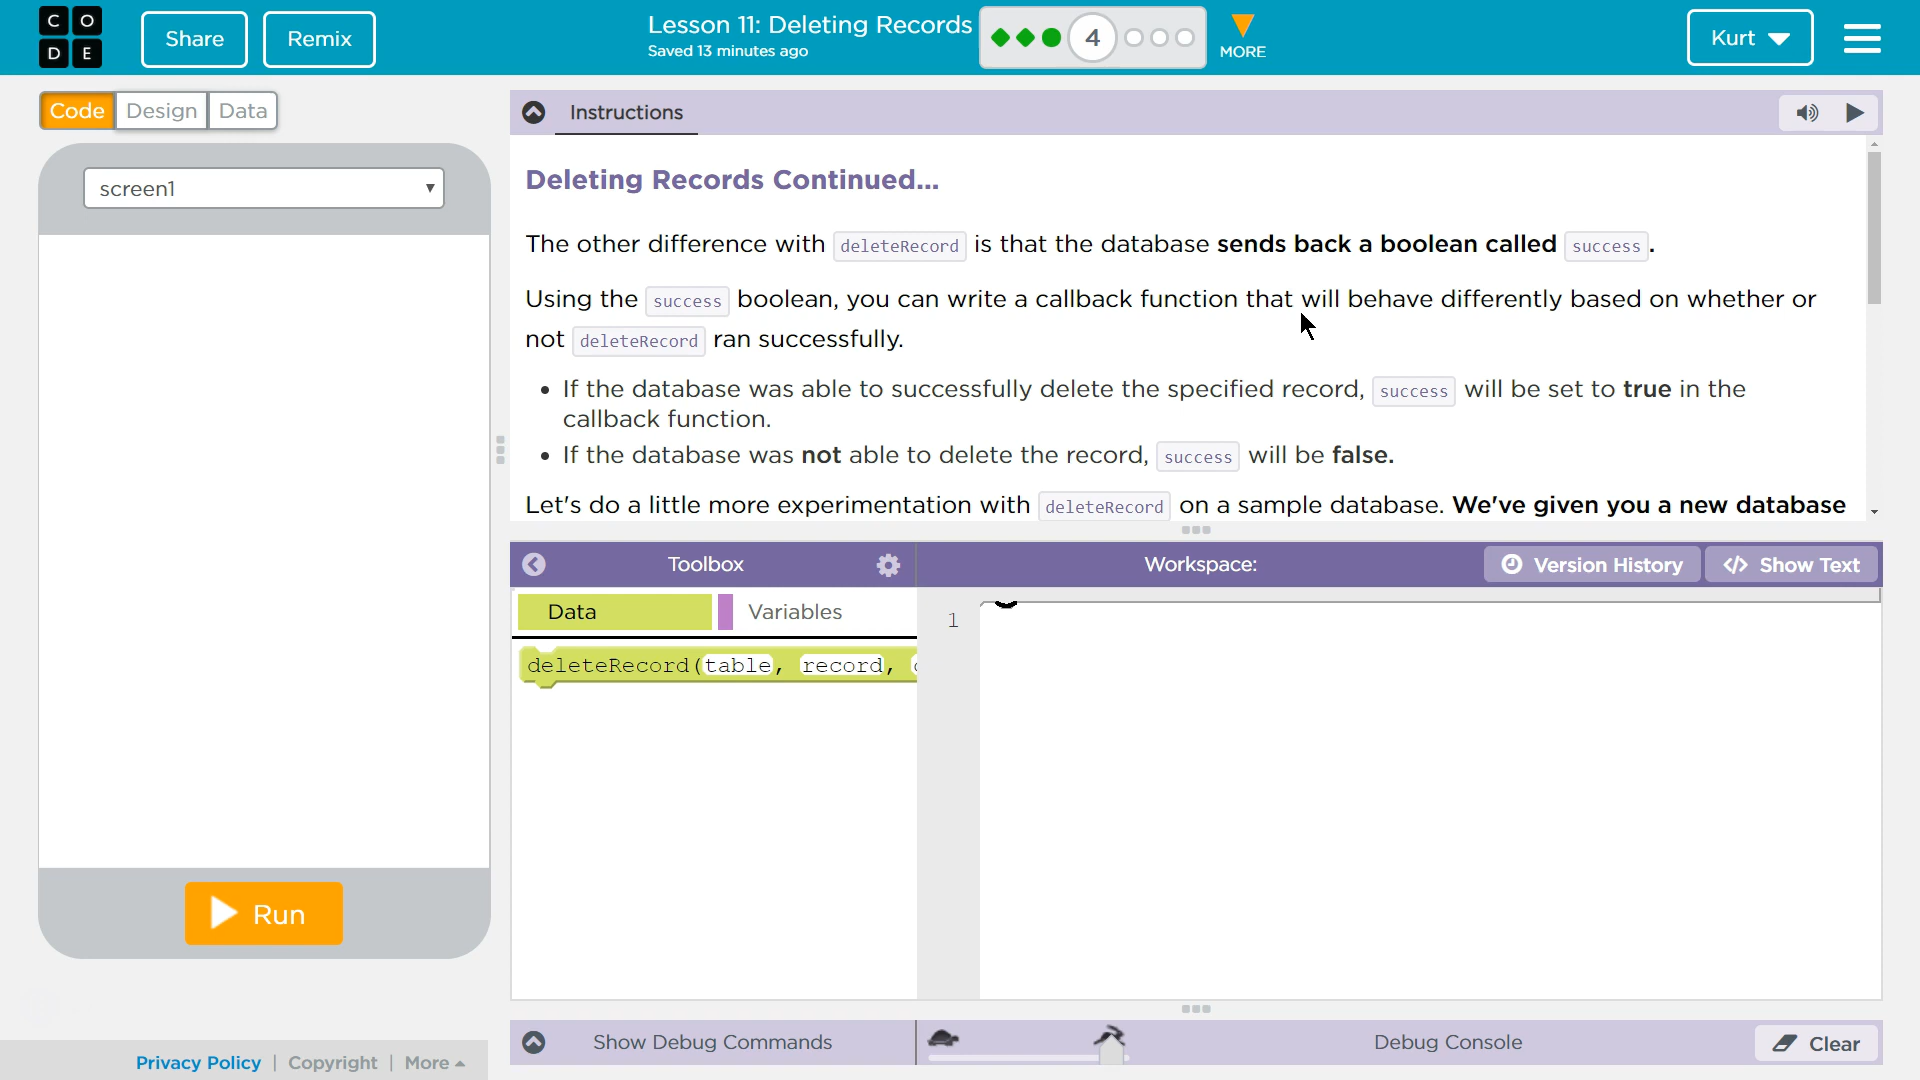 C O
D E
Share
Remix
Lesson 11: Deleting Records
Saved 13 minutes ago
4
MORE
Kurt
Code
Design
Data
Instructions
screen1
Deleting Records Continued...
The other difference with deleteRecord is that the database sends back a boolean called success.
Using the success boolean, you can write a callback function that will behave differently based on whether or
not deleteRecord ran successfully.
If the database was able to successfully delete the specified record, success will be set to true in the
callback function.
If the database was not able to delete the record, success will be false.
Let's do a little more experimentation with deleteRecord on a sample database. We've given you a new database
Toolbox
Workspace:
Version History
</> Show Text
Data
Variables
1
deleteRecord(table, record,
Run
Show Debug Commands
Debug Console
Clear
Privacy Policy | Copyright | More